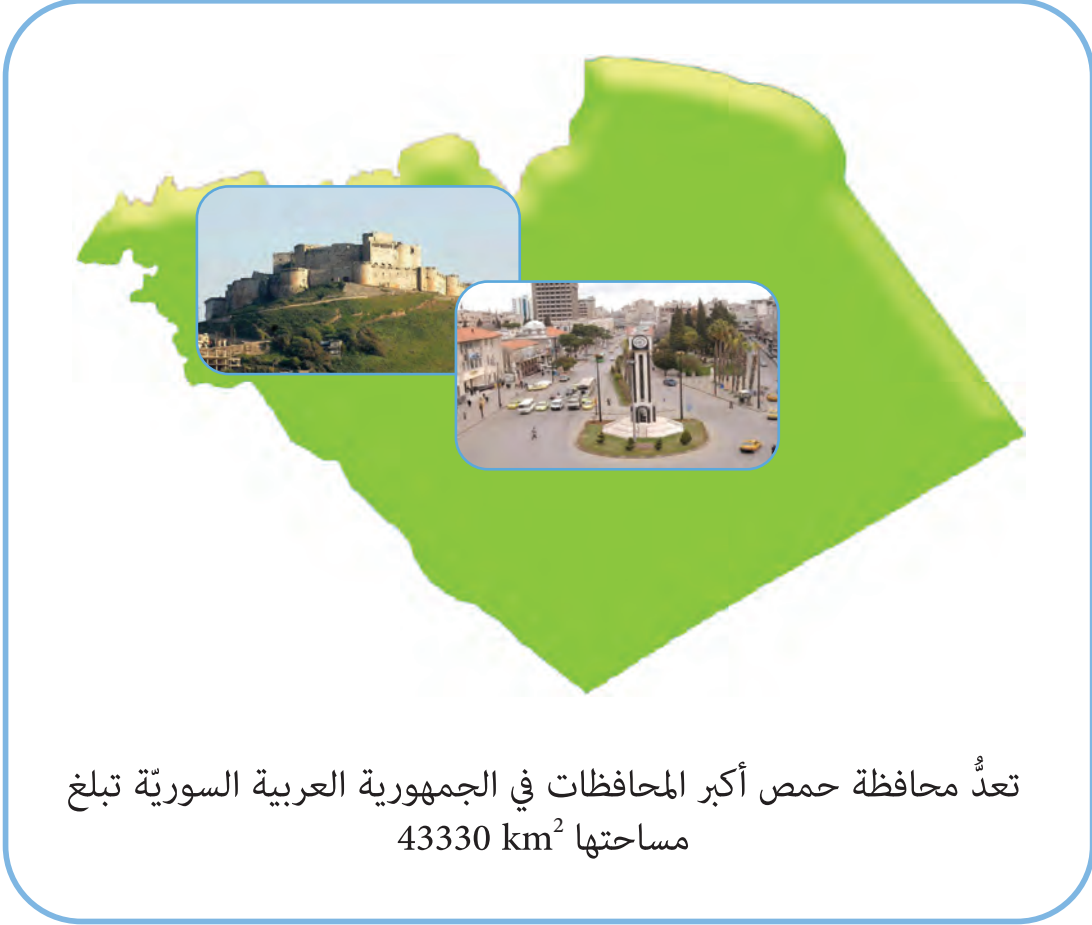 تعدُّ محافظة حمص أكبر المحافظات في الجمهورية العربية السوريّة تبلغ
مساحتها 43330 km²